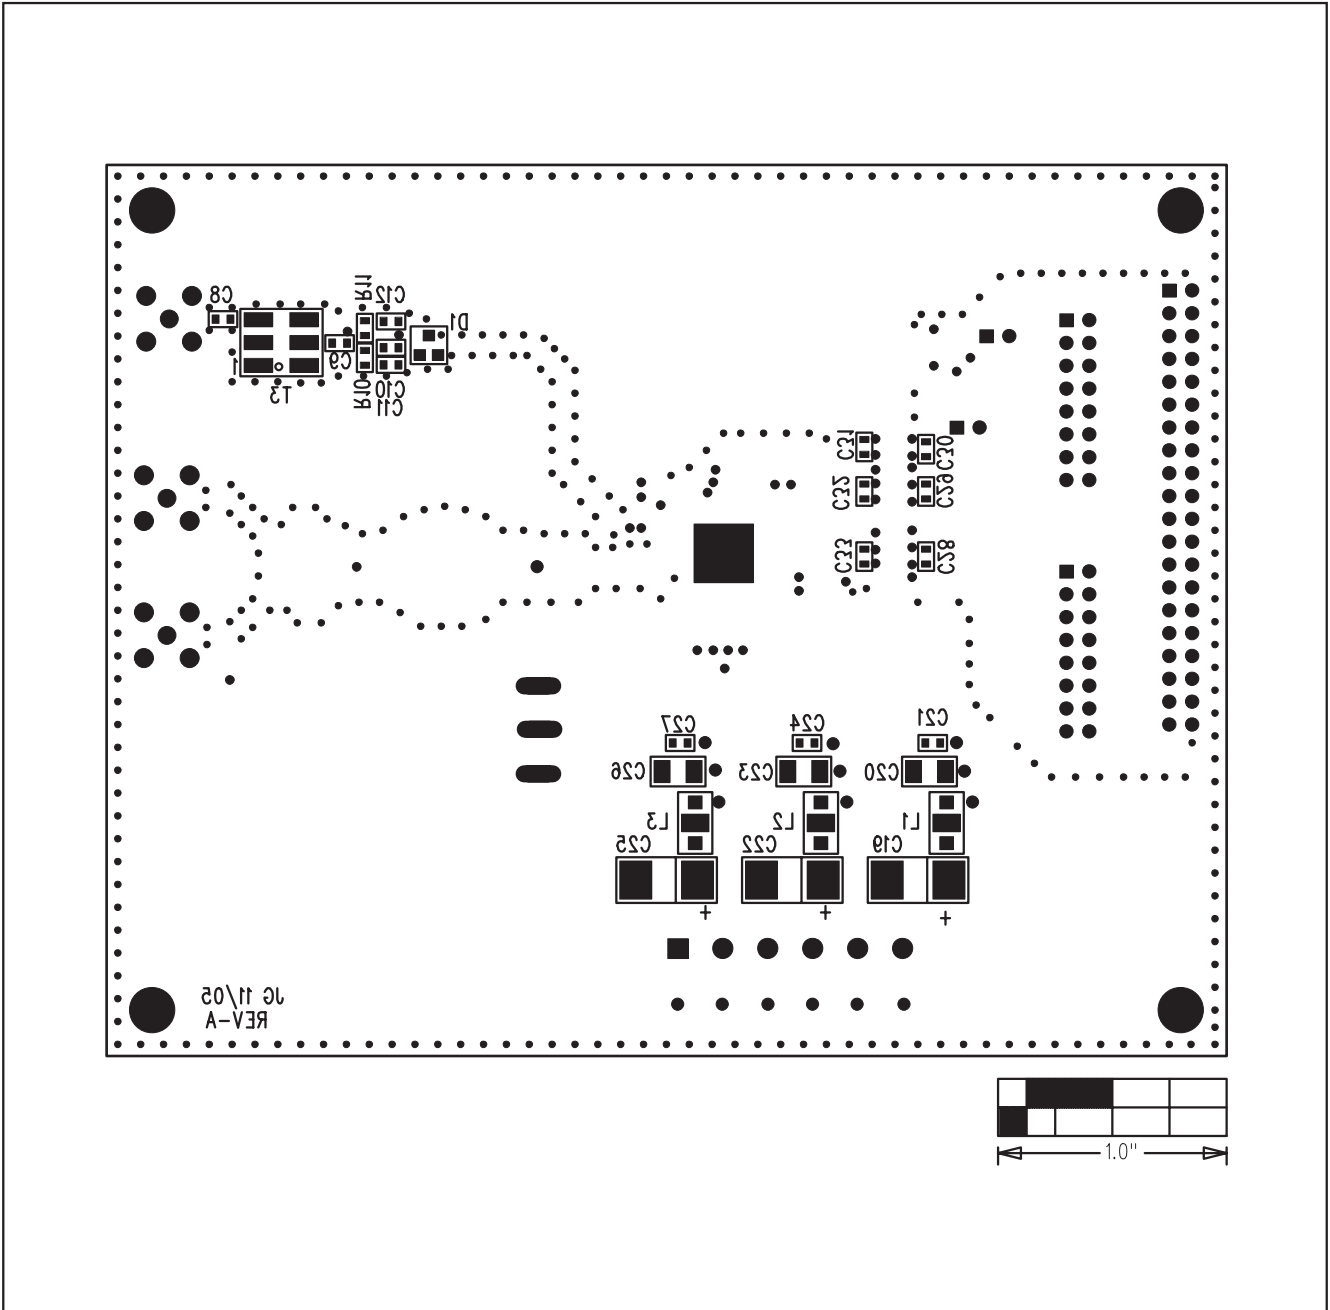 C8
R11
C12
D1
1
C9
T3
R10
C10
C11
C31
C30
C32
C29
C33
C28
C27
C24
C21
C26
C23
C20
L3
L2
L1
C25
C22
C19
+
+
+
JG 11/05
REV-A
1.0"